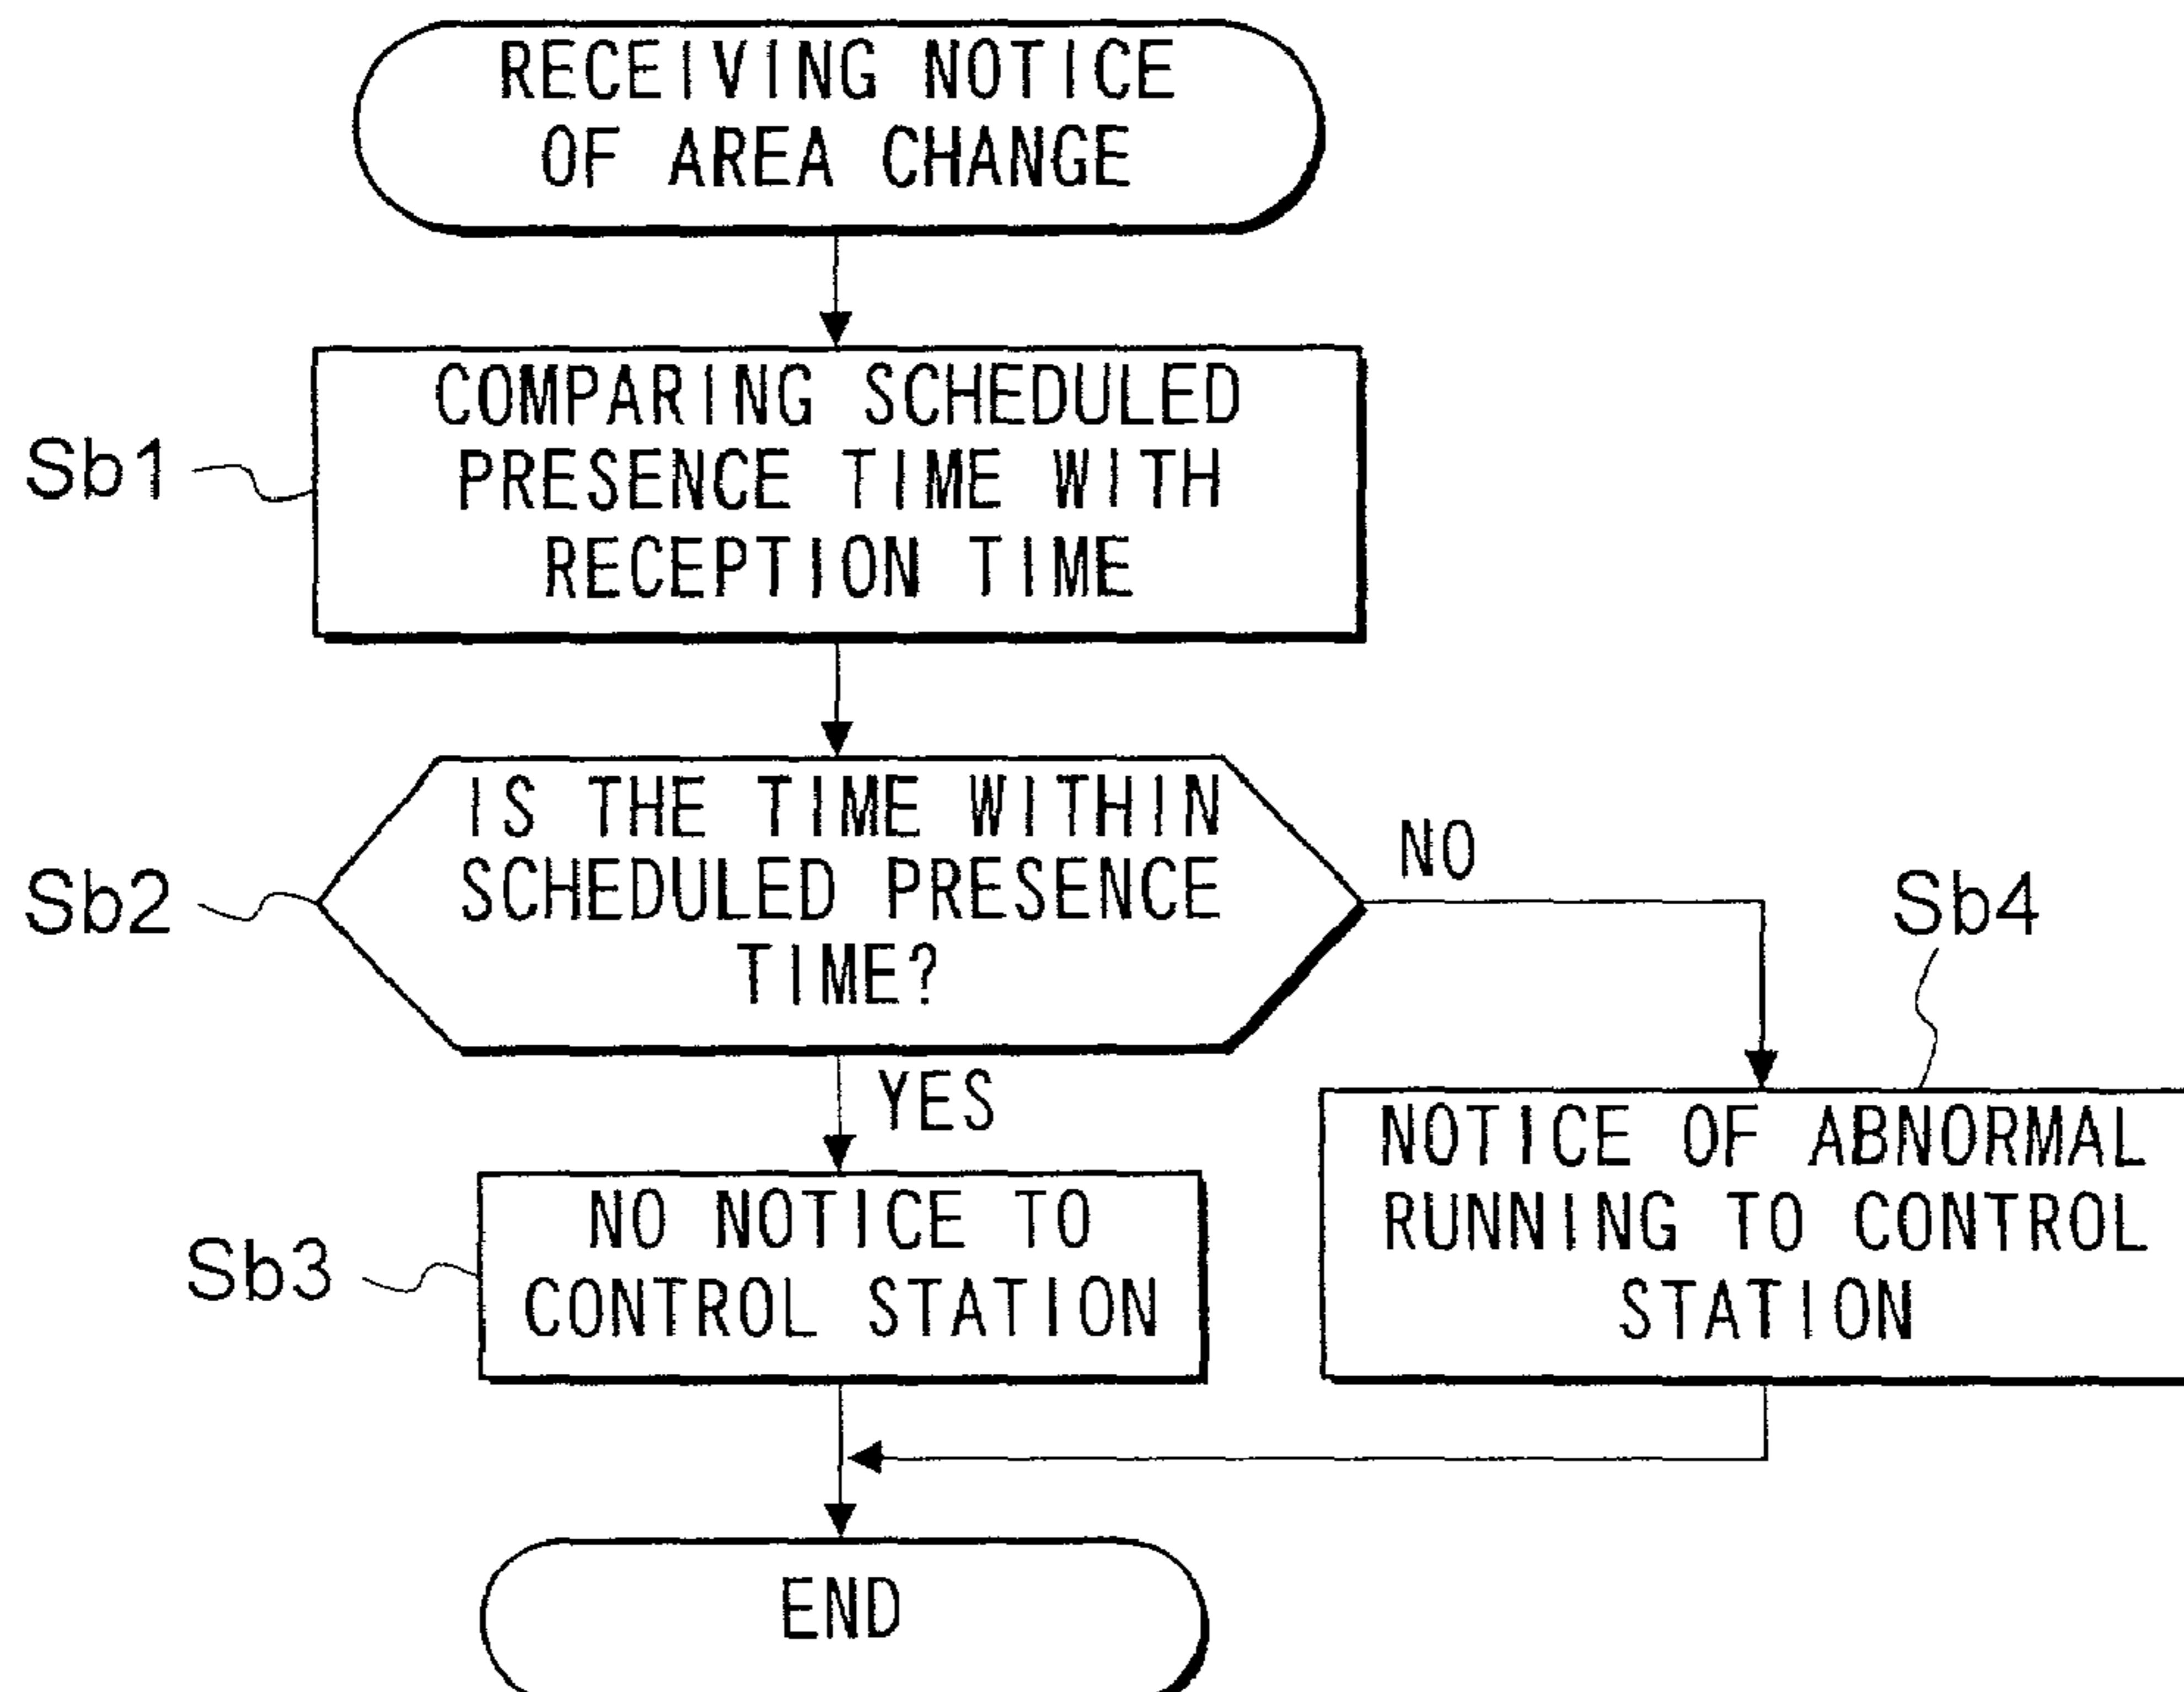 RECEIVING NOTICE
OF AREA CHANGE
Sb1
COMPARING SCHEDULED
PRESENCE TIME WITH
RECEPTION TIME
Sb2
IS THE TIME WITHIN
SCHEDULED PRESENCE
TIME?
NO
YES
Sb3
NO NOTICE TO
CONTROL STATION
Sb4
NOTICE OF ABNORMAL
RUNNING TO CONTROL
STATION
END